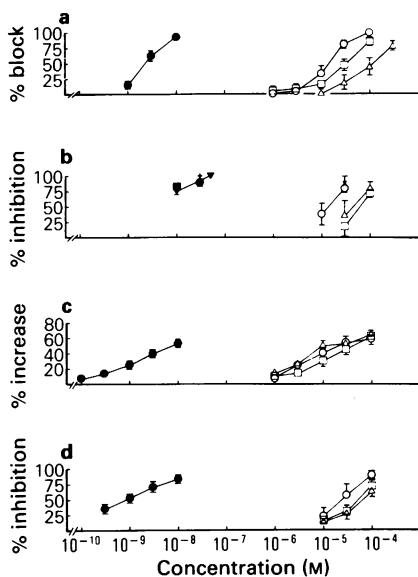 a
% block
100
75
50
25
b
% inhibition
100
75
50
25
c
% increase
80
60
40
20
d
% inhibition
100
75
50
25
10⁻¹⁰ 10⁻⁹ 10⁻⁸ 10⁻⁷ 10⁻⁶ 10⁻⁵ 10⁻⁴
Concentration (M)